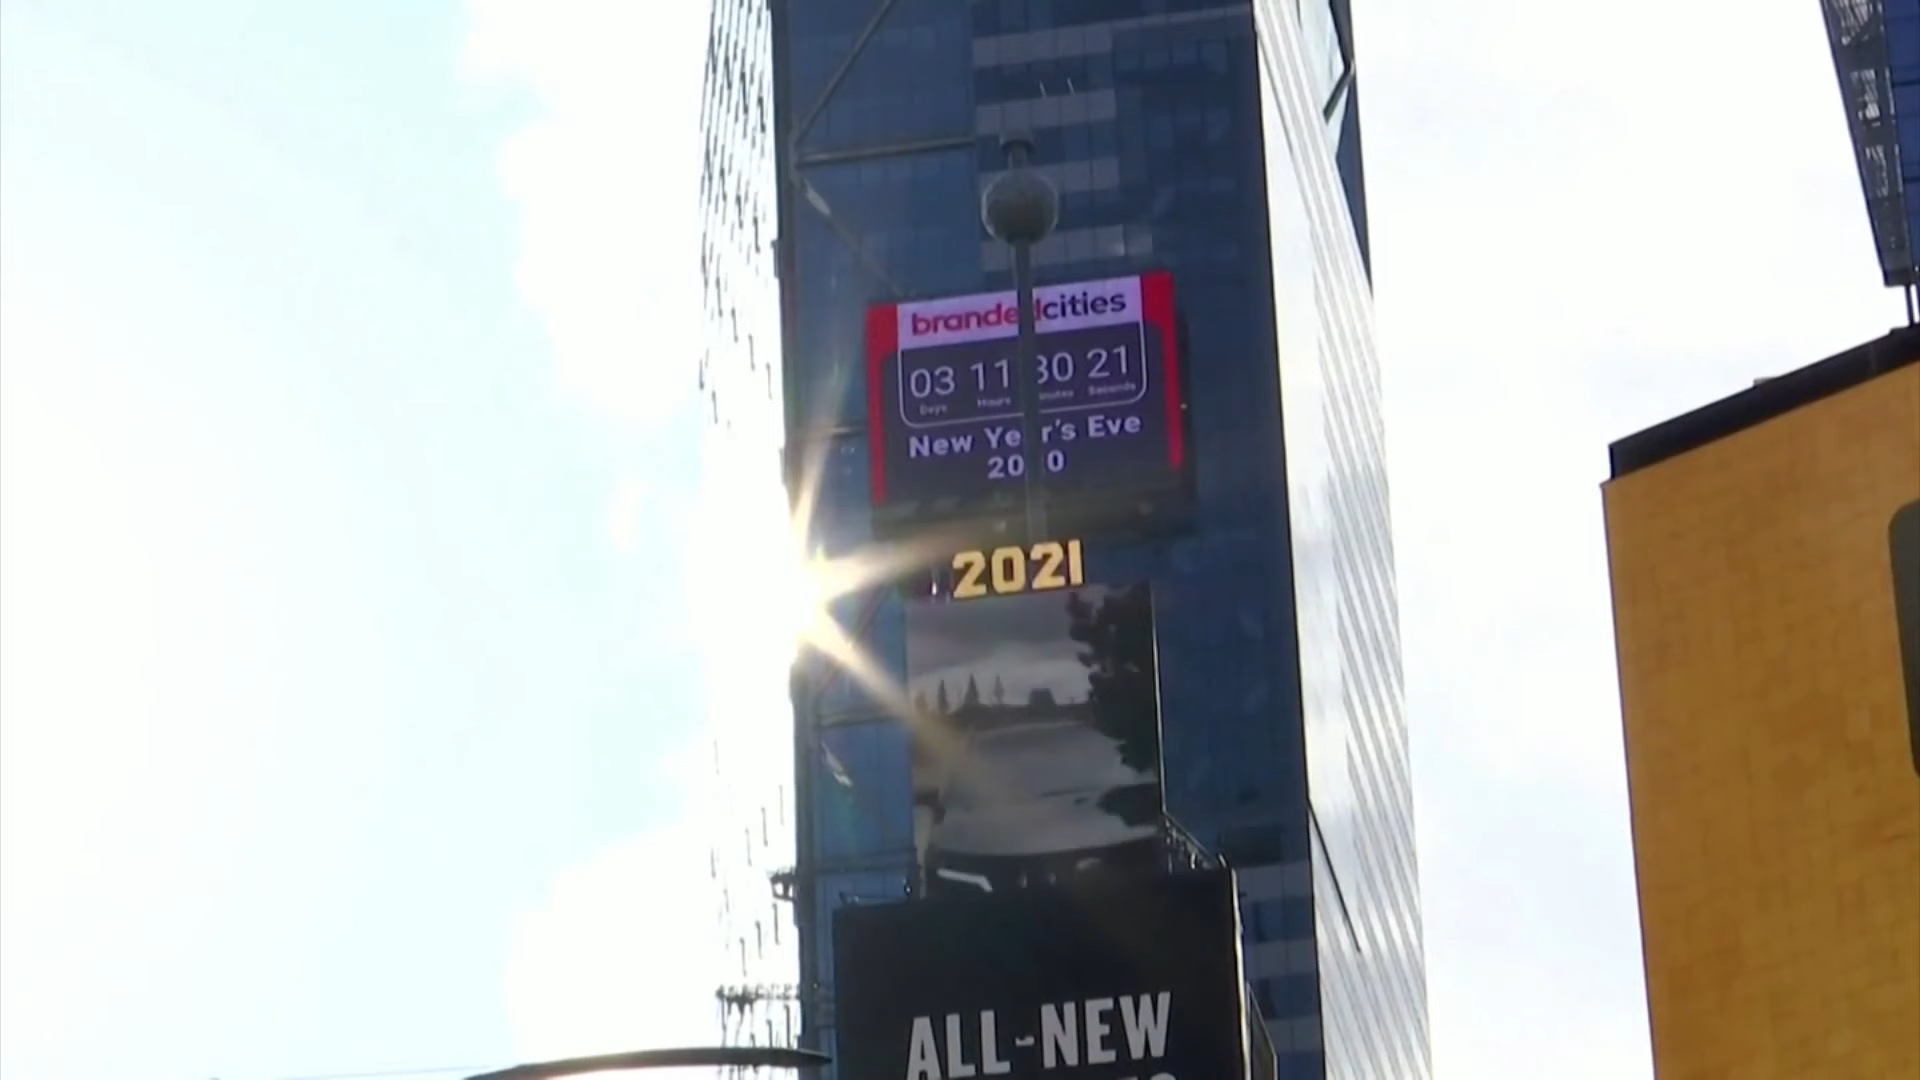 brandedcities
03 11 30 21
Days Hours Minutes Seconds
New Year's Eve
2020
2021
ALL-NEW